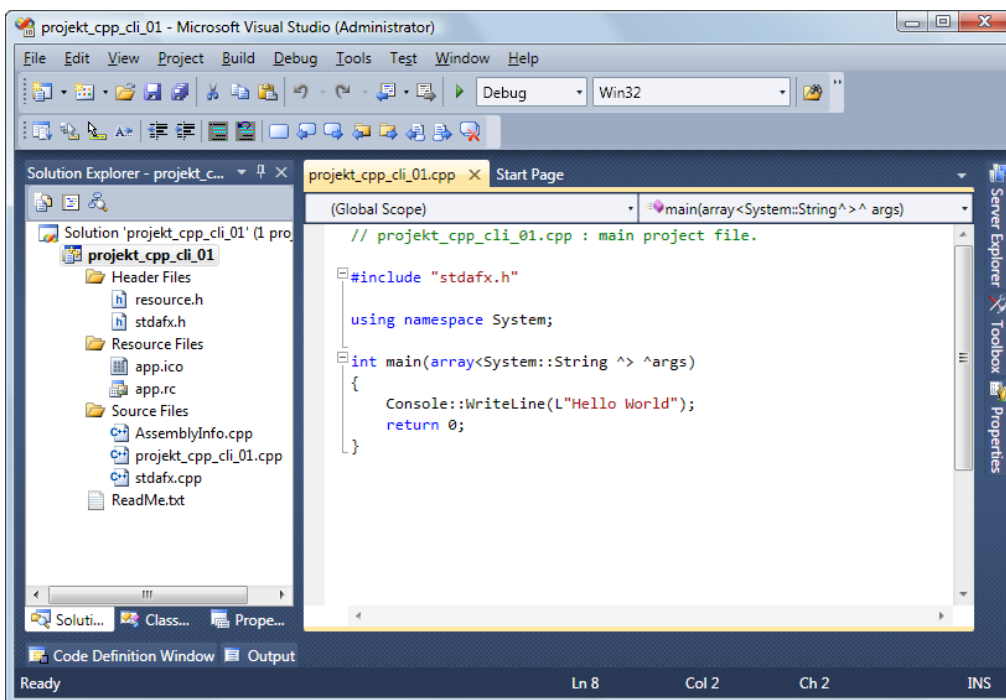 projekt_cpp_cli_01 - Microsoft Visual Studio (Administrator)
File Edit View Project Build Debug Tools Test Window Help
Debug Win32
Solution Explorer - projekt_c...
projekt_cpp_cli_01.cpp Start Page
(Global Scope) main(array<System::String^>^ args)
Solution 'projekt_cpp_cli_01' (1 proj
projekt_cpp_cli_01
Header Files
resource.h
stdafx.h
Resource Files
app.ico
app.rc
Source Files
AssemblyInfo.cpp
projekt_cpp_cli_01.cpp
stdafx.cpp
ReadMe.txt
// projekt_cpp_cli_01.cpp : main project file.
#include "stdafx.h"
using namespace System;
int main(array<System::String ^> ^args)
{
Console::WriteLine(L"Hello World");
return 0;
}
Server Explorer
Toolbox
Properties
Soluti... Class... Prope...
Code Definition Window Output
Ready Ln 8 Col 2 Ch 2 INS